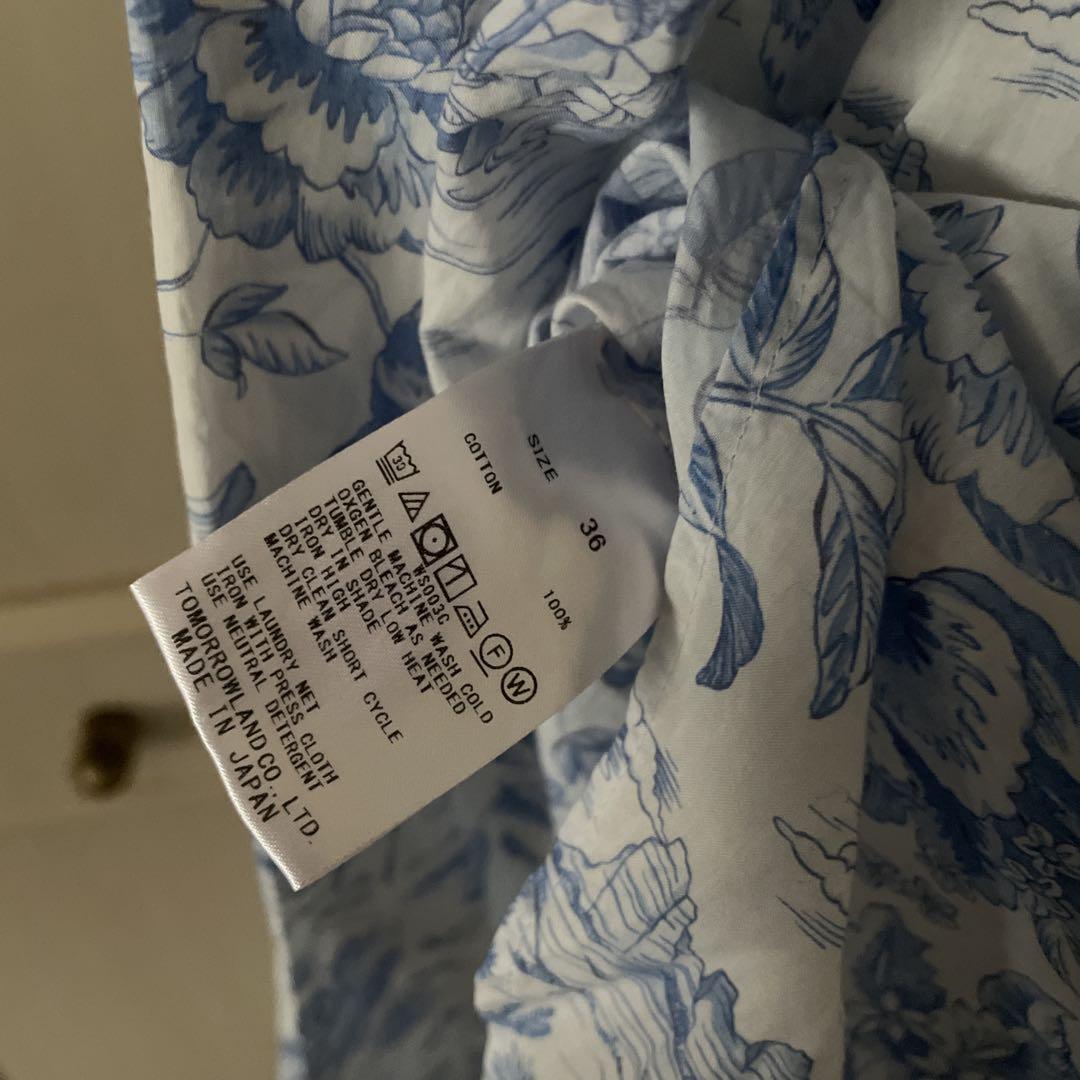 SIZE 36
COTTON 100%
30
F W
WS003C
GENTLE MACHINE WASH COLD
OXGEN BLEACH AS NEEDED
TUMBLE DRY LOW HEAT
DRY IN SHADE
IRON HIGH
DRY CLEAN SHORT CYCLE
MACHINE WASH
USE LAUNDRY NET
IRON WITH PRESS CLOTH
USE NEUTRAL DETERGENT
TOMORROWLAND CO., LTD.
MADE IN JAPAN